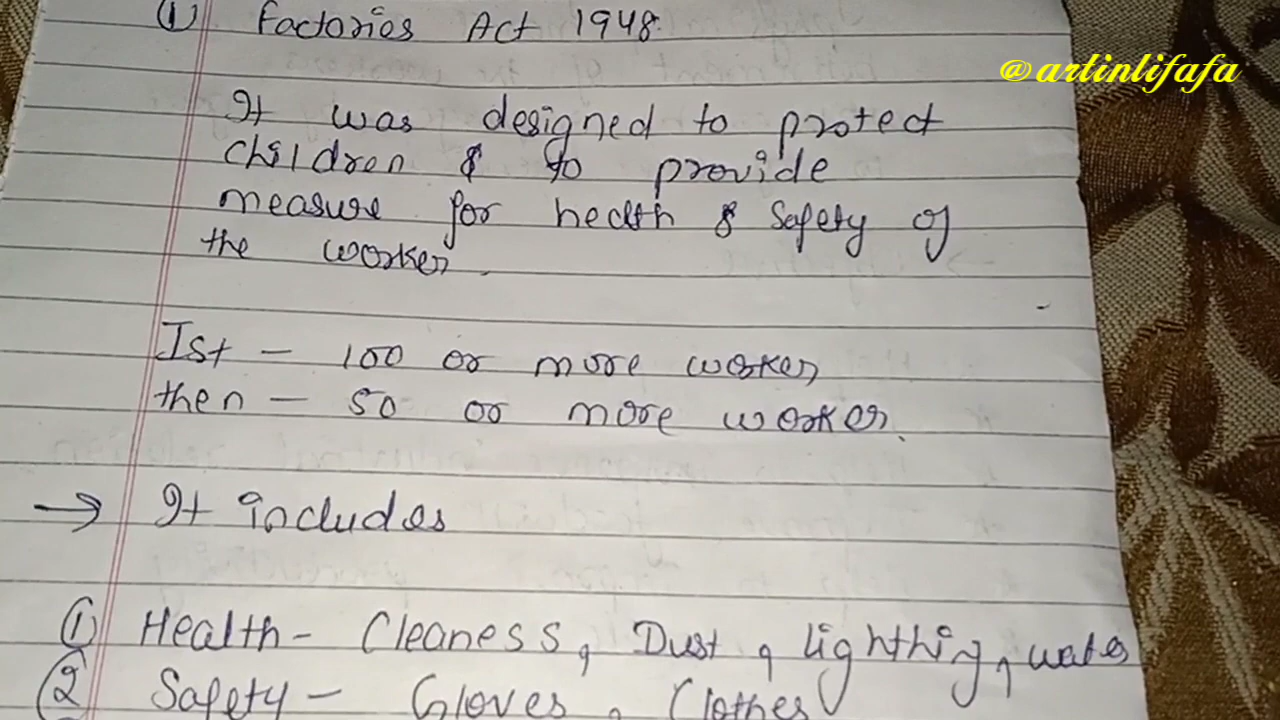 ① Factories Act 1948.
@artinlifafa
It was designed to protect
children & to provide
measure for health & Safety of
the worker.
Ist - 100 or more worker
then - 50 or more worker.
→ It includes
① Health - Cleaness, Dust, lighthing, water
② Safety - Gloves, Clothes